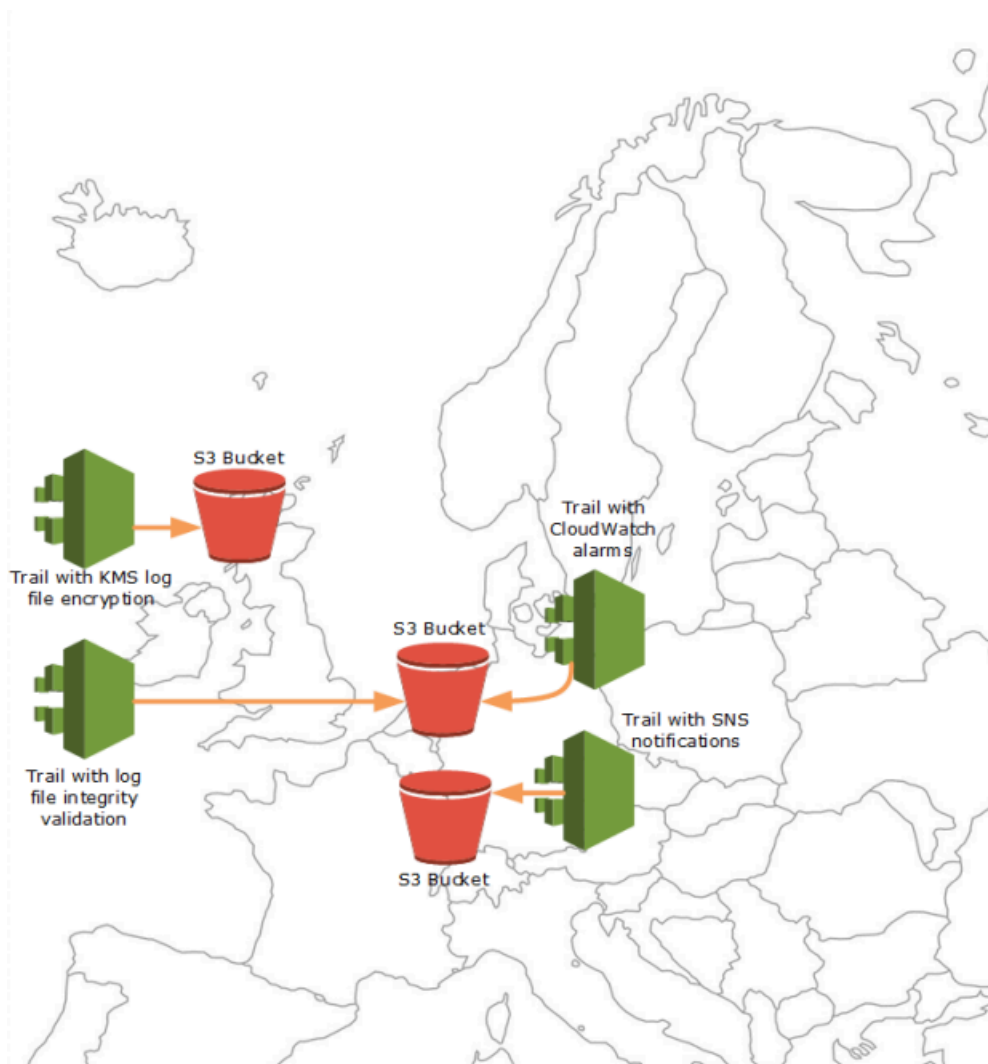 S3 Bucket
Trail with KMS log
file encryption
Trail with
CloudWatch
alarms
S3 Bucket
Trail with log
file integrity
validation
Trail with SNS
notifications
S3 Bucket